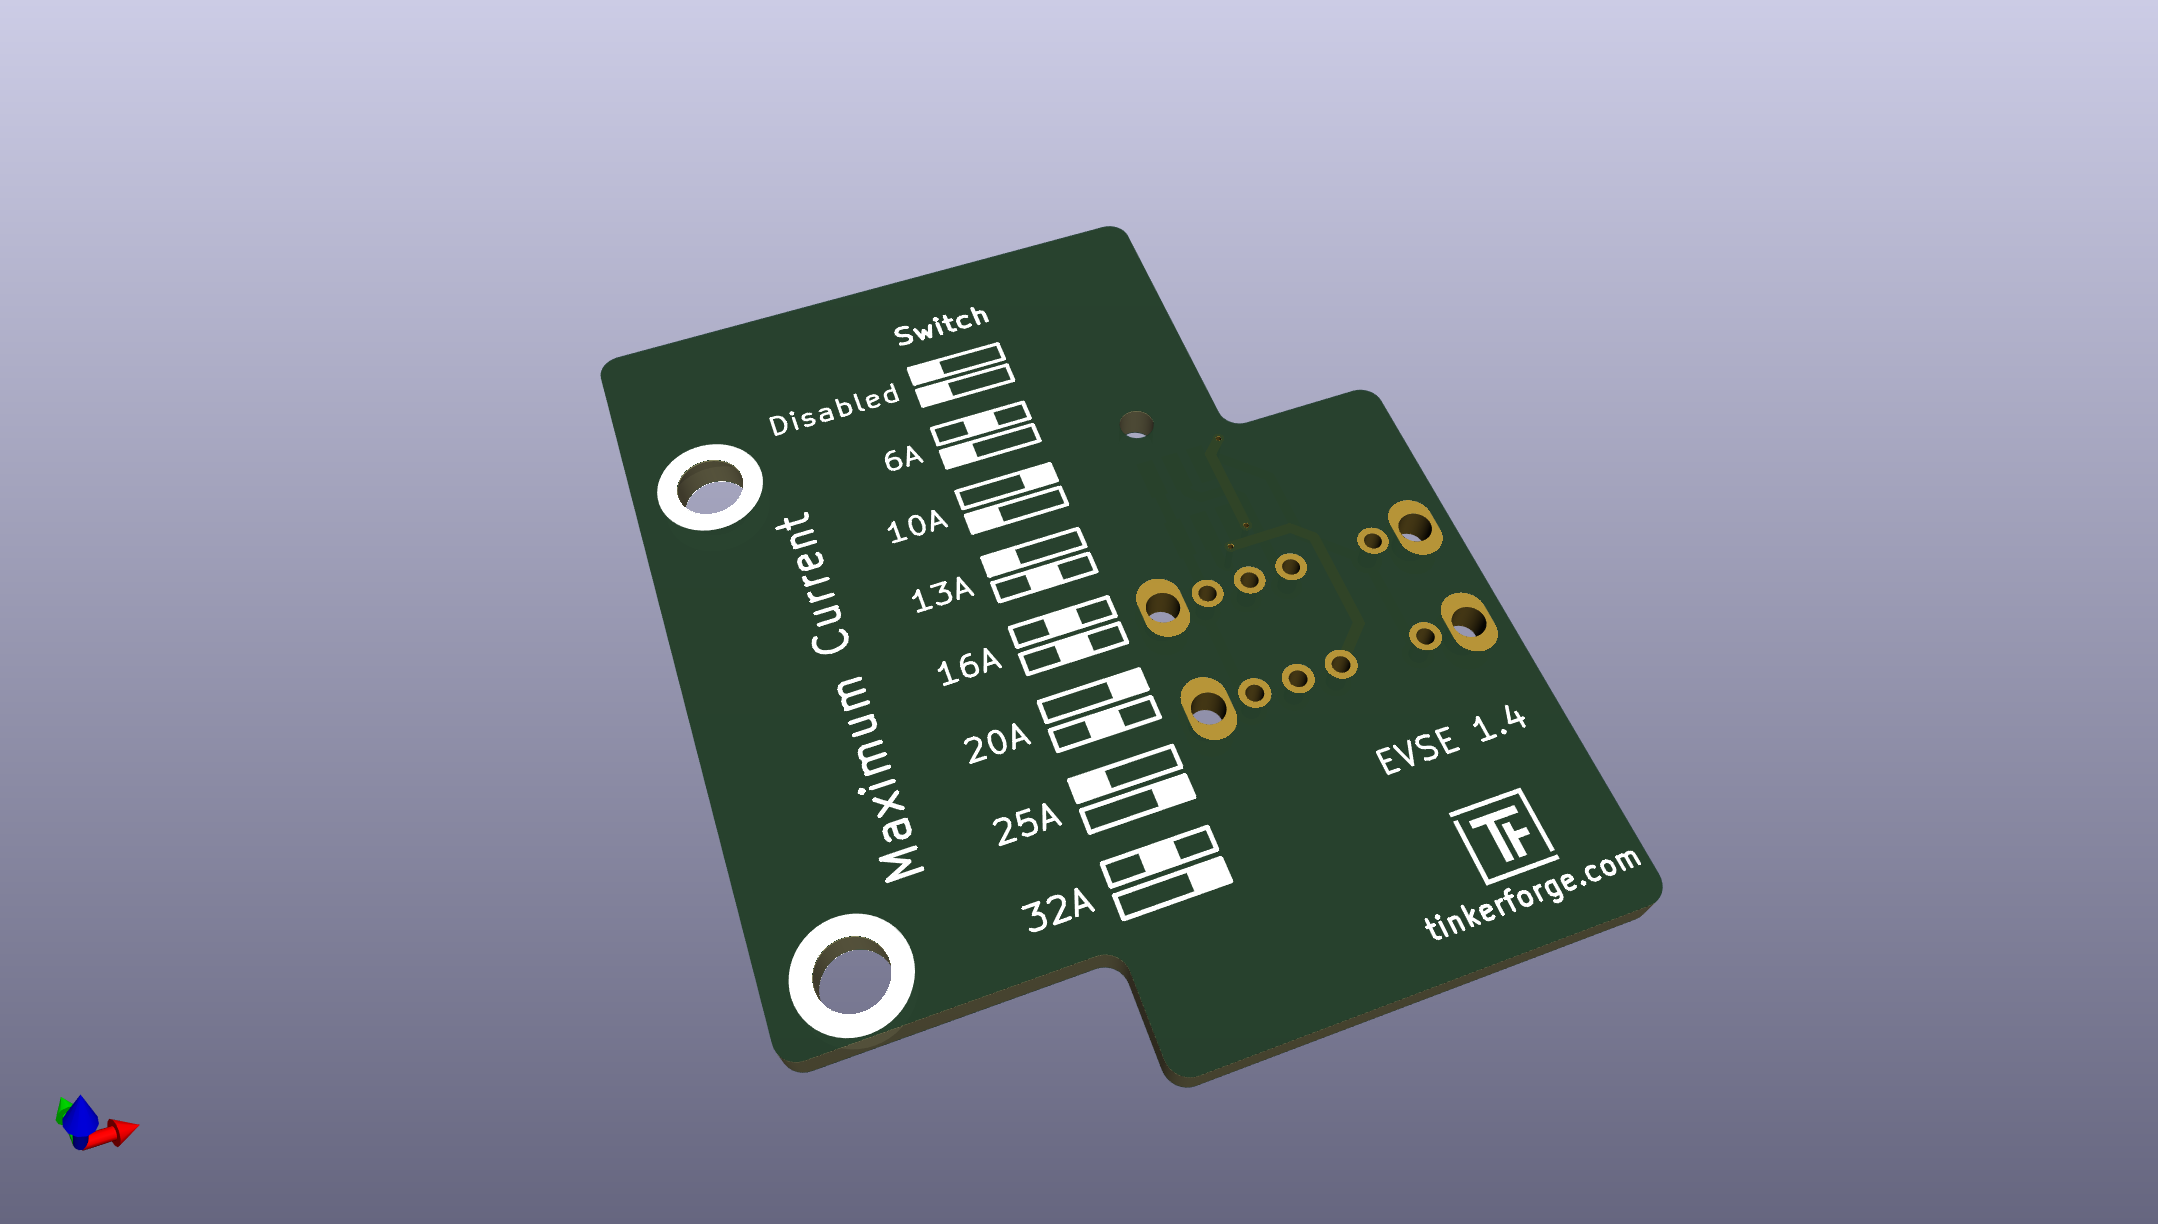 Switch
Disabled
6A
10A
13A
16A
20A
25A
32A
Maximum Current
EVSE 1.4
TF
tinkerforge.com